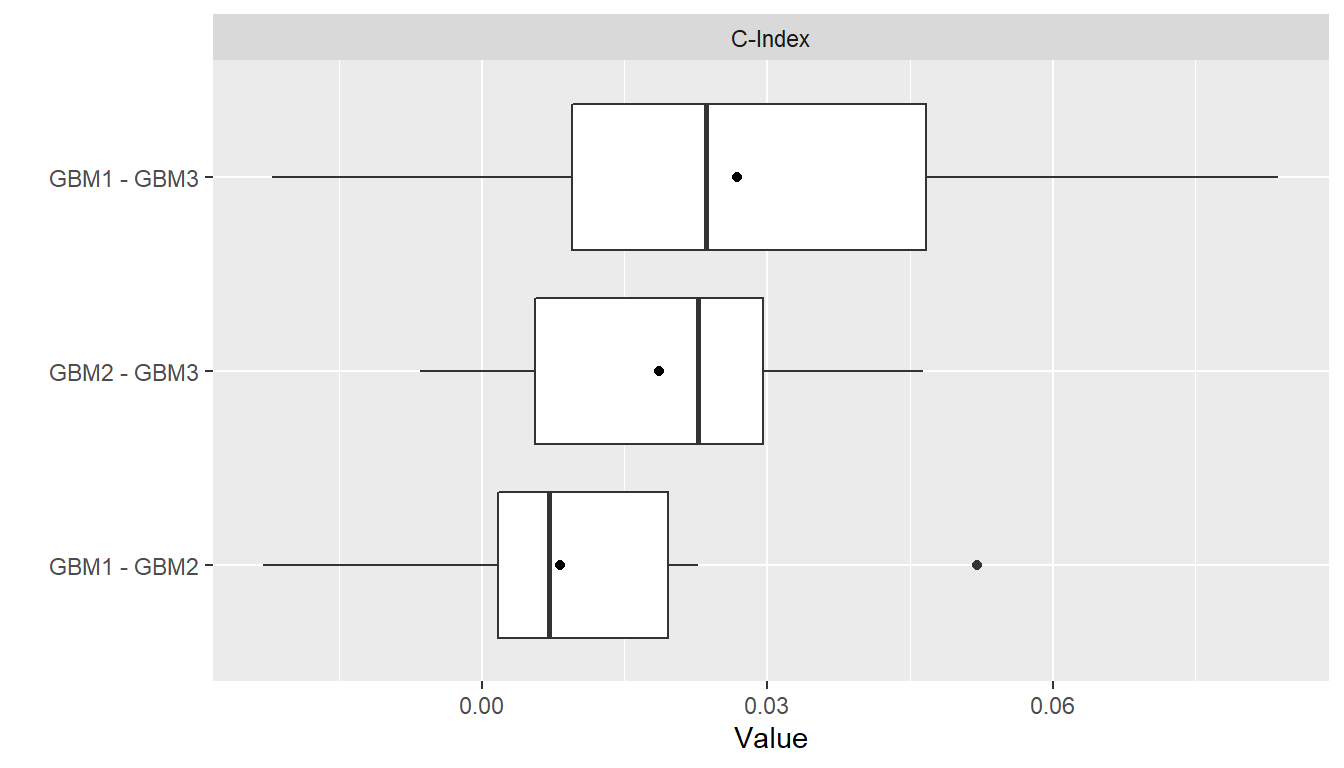 C-Index
GBM1 - GBM3
GBM2 - GBM3
GBM1 - GBM2
0.00 0.03 0.06
Value